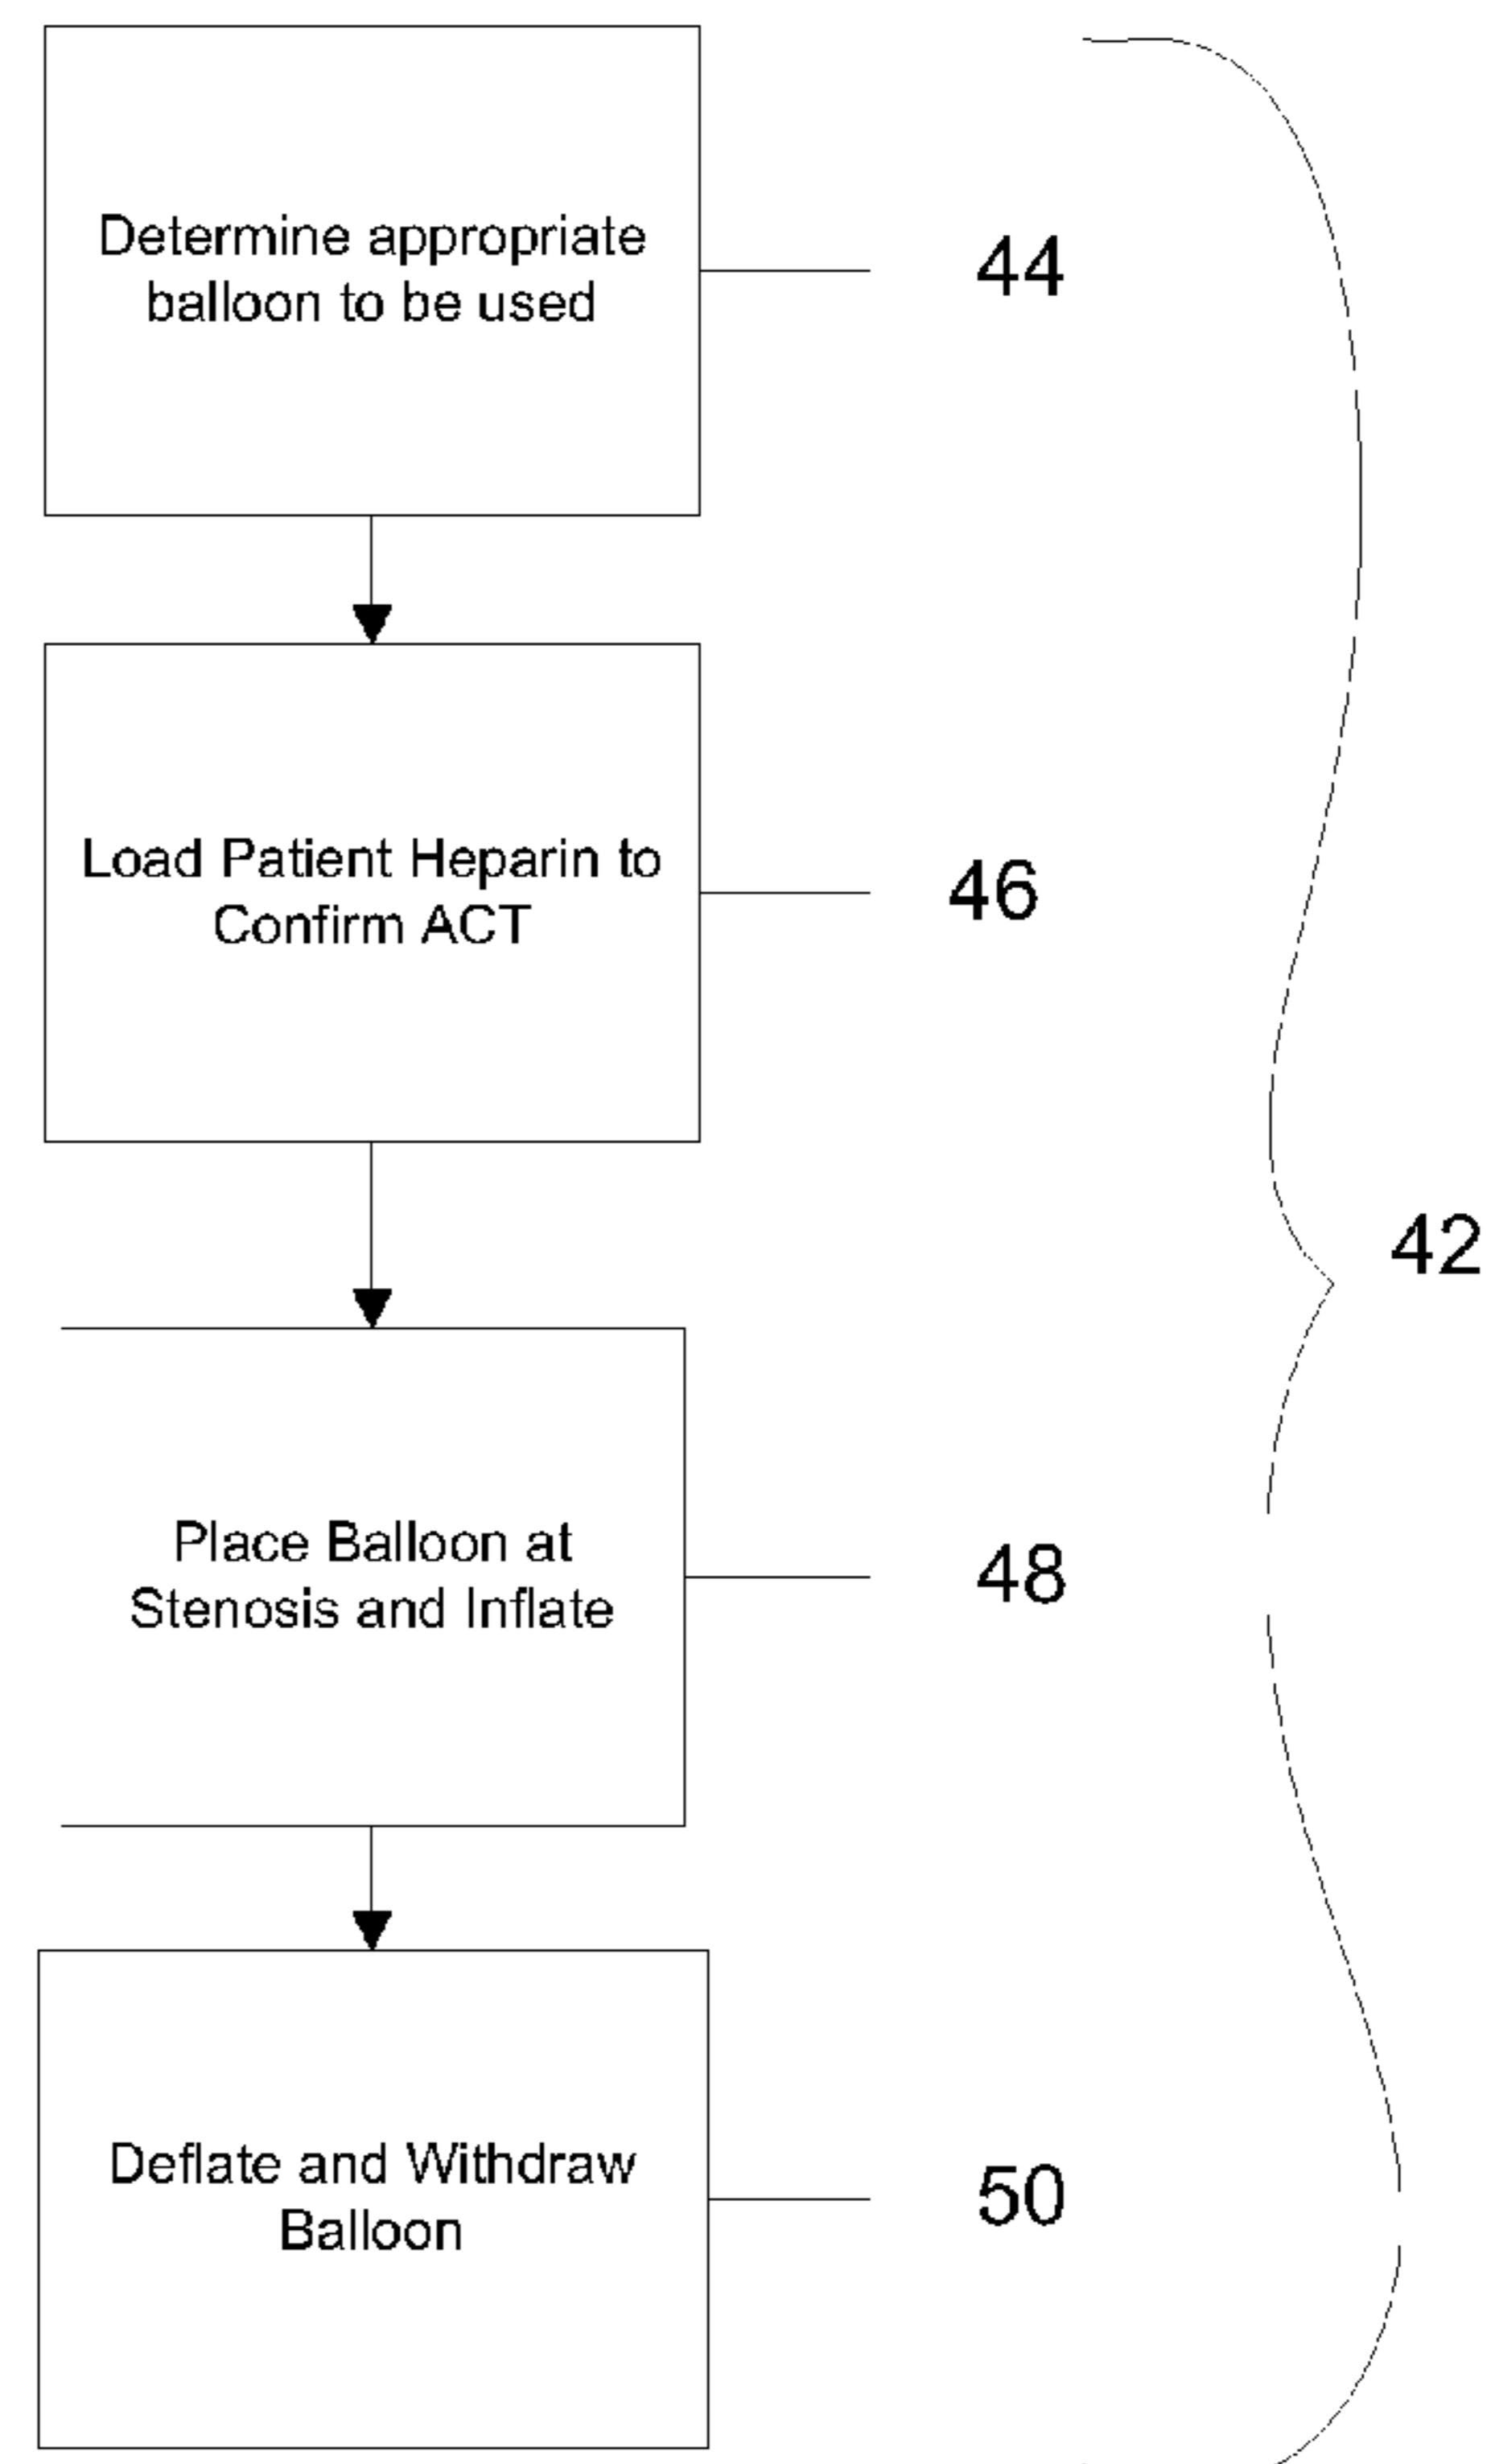 Determine appropriate
balloon to be used
44
Load Patient Heparin to
Confirm ACT
46
42
Place Balloon at
Stenosis and Inflate
48
Deflate and Withdraw
Balloon
50